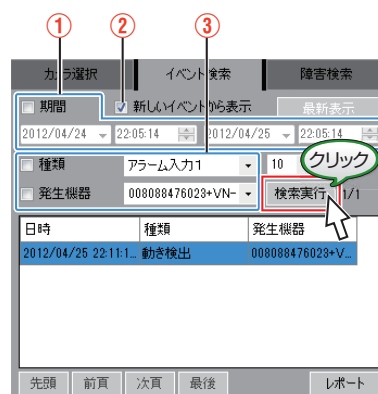 ① ② ③
カメラ選択 イベント検索 障害検索
期間 新しいイベントから表示 最新表示
2012/04/24 22:05:14 2012/04/25 22:05:14
種類 アラーム入力1 10
クリック
発生機器 008088476023+VN- 検索実行 1/1
日時 種類 発生機器
2012/04/25 22:11:1... 動き検出 008088476023+V...
先頭 前頁 次頁 最後 レポート